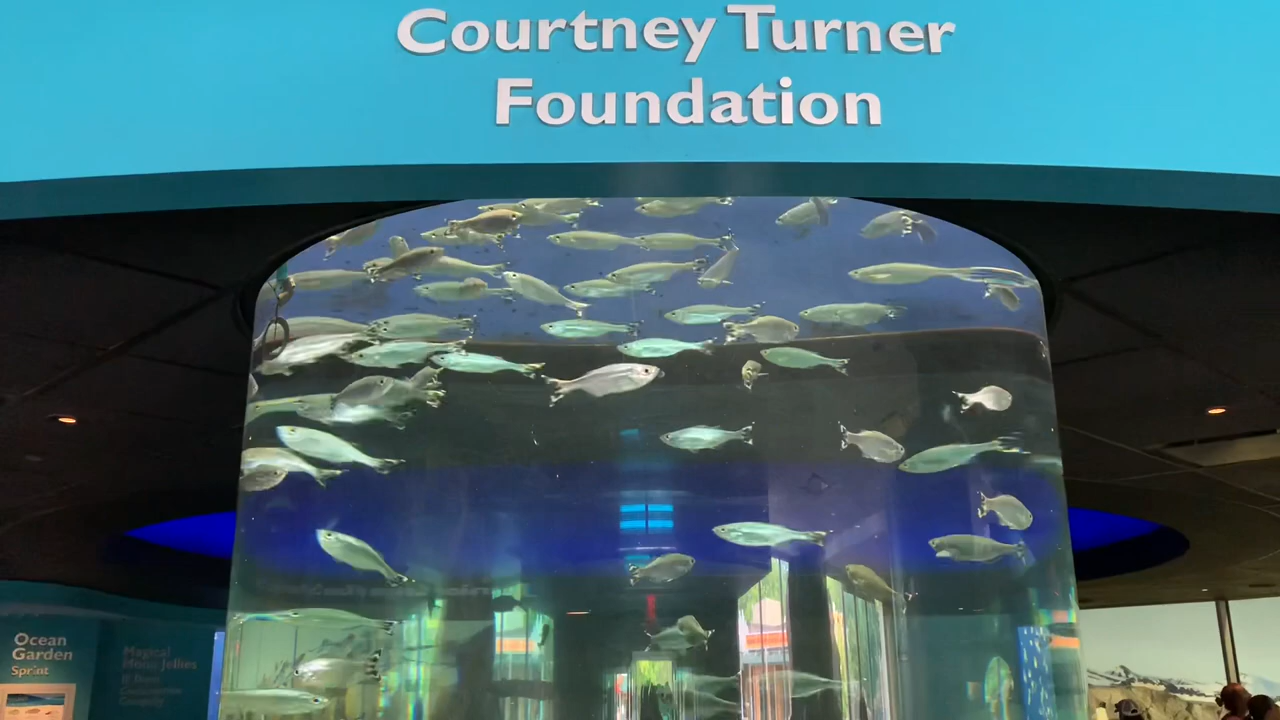 Courtney Turner
Foundation
Ocean
Garden
Sprint
Magical
Moon Jellies